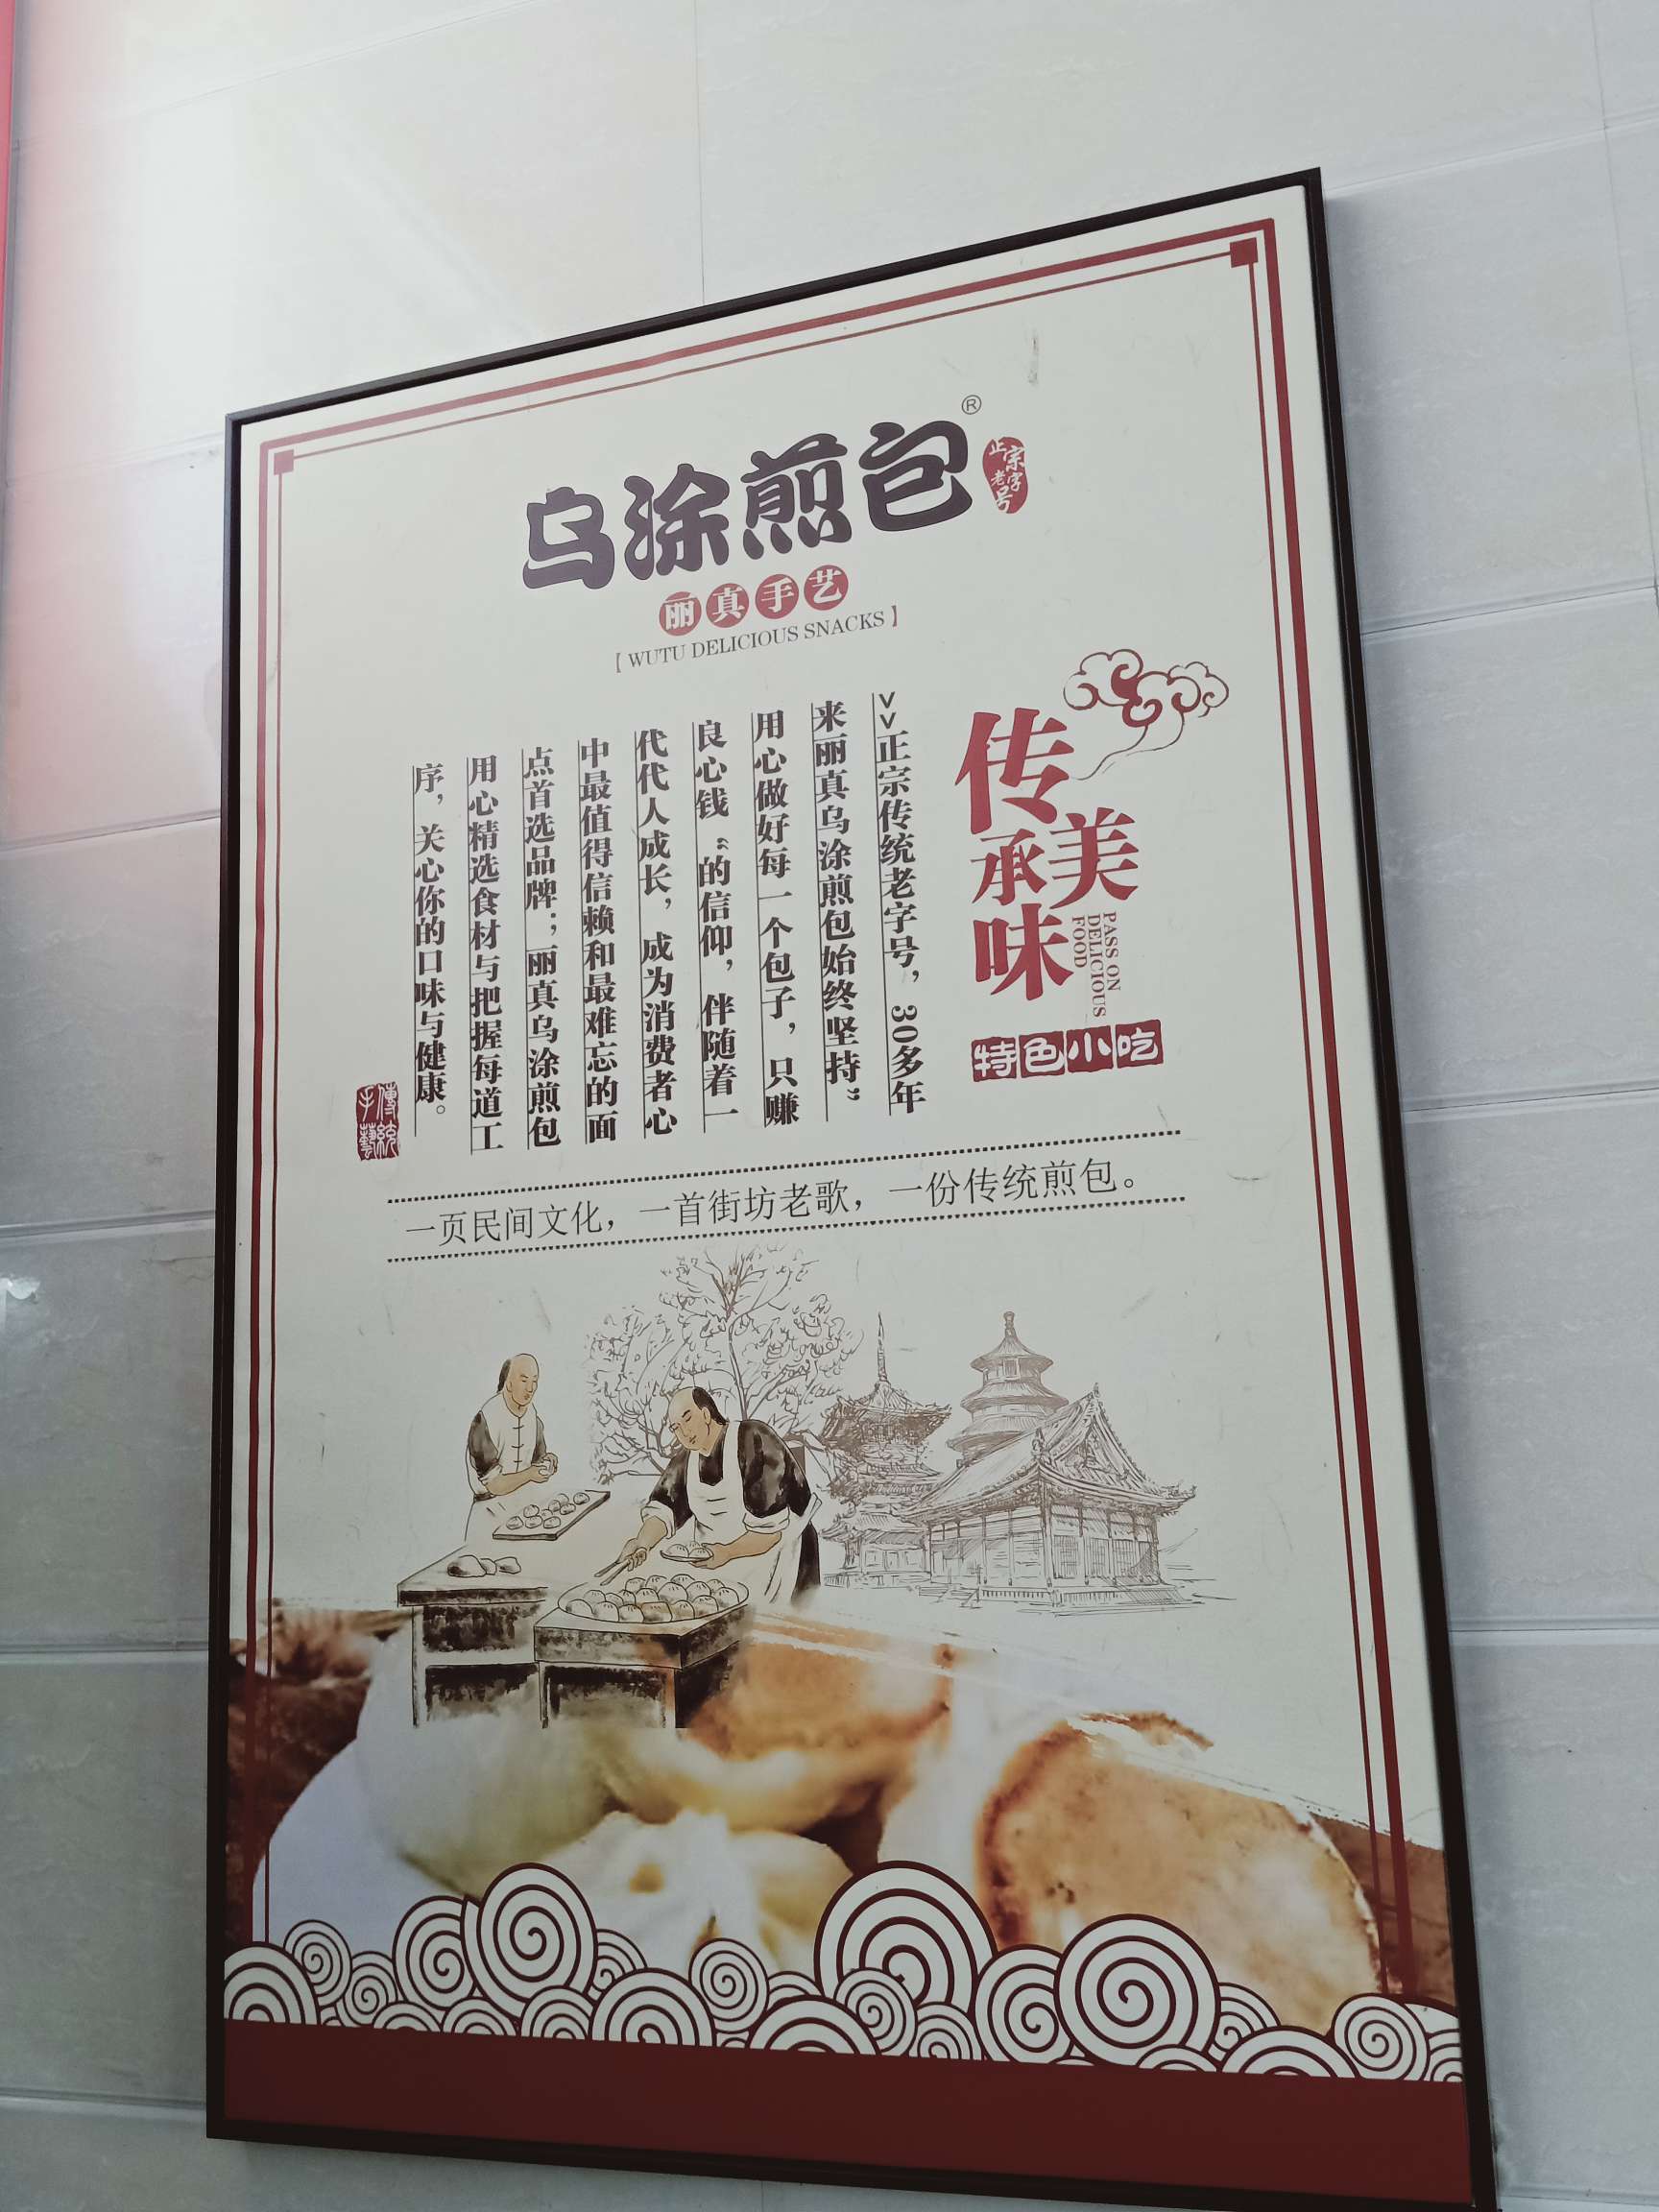 乌涂煎包®
正宗
老字号
丽真手艺
【WUTU DELICIOUS SNACKS】
传承美味
PASS ON
DELICIOUS
FOOD
特色小吃
>>正宗传统老字号，30多年
来丽真乌涂煎包始终坚持”
用心做好每一个包子，只赚
良心钱“的信仰，伴随着一
代代人成长，成为消费者心
中最值得信赖和最难忘的面
点首选品牌；丽真乌涂煎包
用心精选食材与把握每道工
序，关心你的口味与健康。
傳統
手藝
一页民间文化，一首街坊老歌，一份传统煎包。